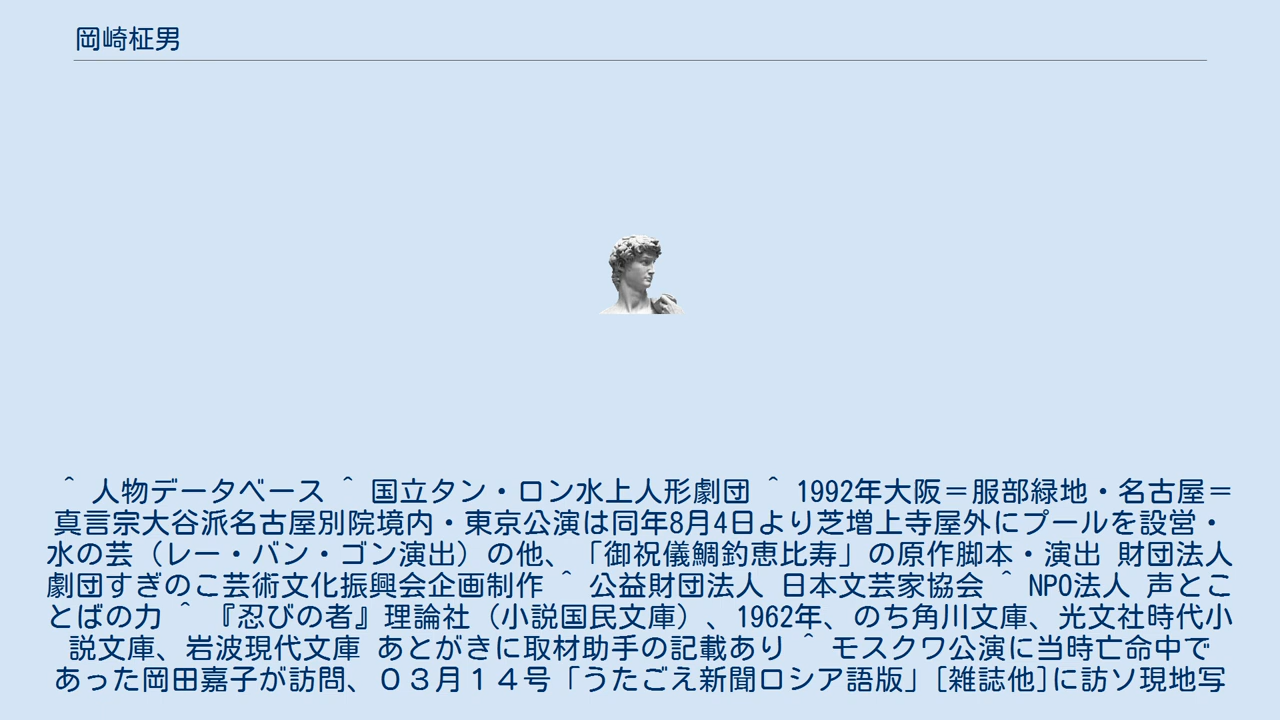 岡崎柾男
＾ 人物データベース ＾ 国立タン・ロン水上人形劇団 ＾ 1992年大阪＝服部緑地・名古屋＝
真言宗大谷派名古屋別院境内・東京公演は同年8月4日より芝増上寺屋外にプールを設営・
水の芸（レー・バン・ゴン演出）の他、「御祝儀鯛釣恵比寿」の原作脚本・演出 財団法人
劇団すぎのこ芸術文化振興会企画制作 ＾ 公益財団法人 日本文芸家協会 ＾ NPO法人 声とこ
とばの力 ＾ 『忍びの者』理論社（小説国民文庫）、1962年、のち角川文庫、光文社時代小
説文庫、岩波現代文庫 あとがきに取材助手の記載あり ＾ モスクワ公演に当時亡命中で
あった岡田嘉子が訪問、０３月１４号「うたごえ新聞ロシア語版」[雑誌他]に訪ソ現地写